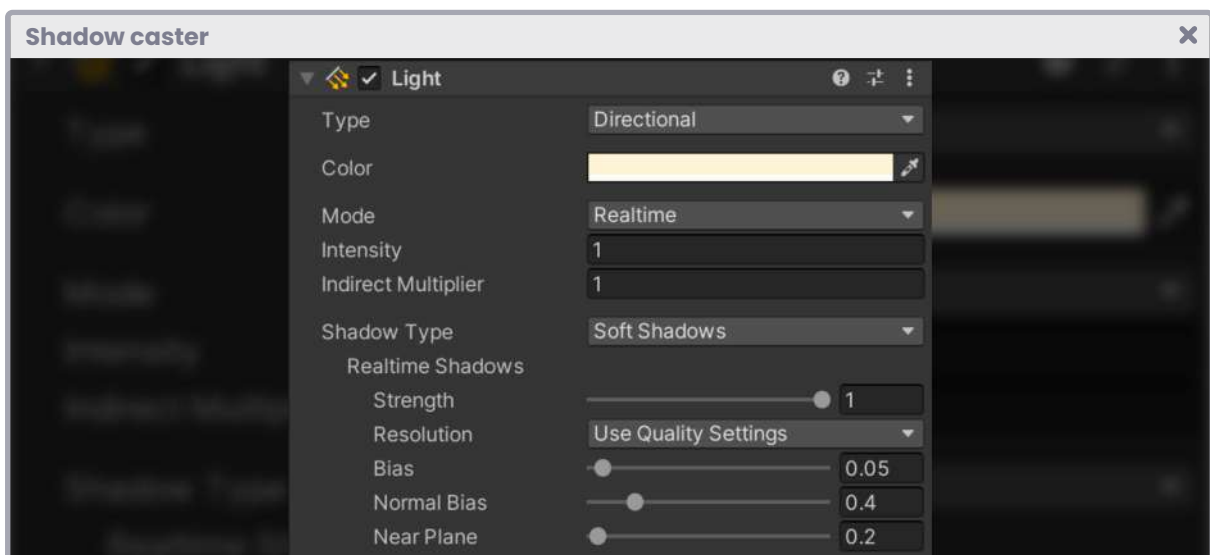 Shadow caster
Light
Type Directional
Color
Mode Realtime
Intensity 1
Indirect Multiplier 1
Shadow Type Soft Shadows
Realtime Shadows
Strength 1
Resolution Use Quality Settings
Bias 0.05
Normal Bias 0.4
Near Plane 0.2